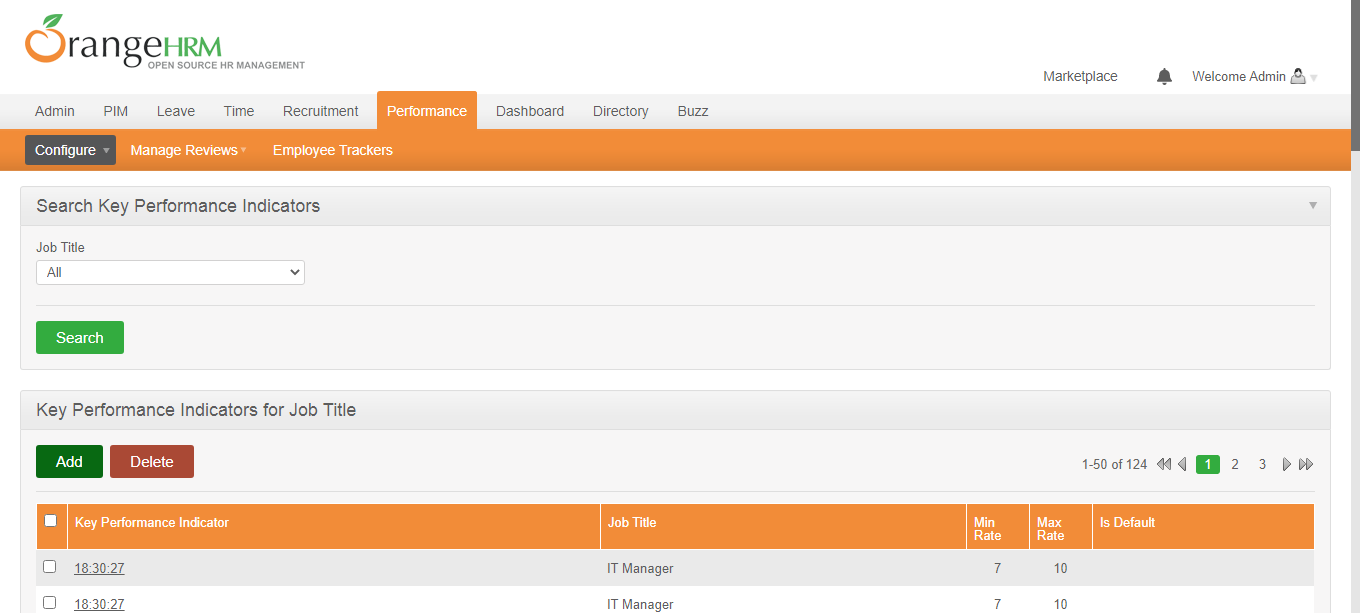 OrangeHRM
OPEN SOURCE HR MANAGEMENT
Marketplace Welcome Admin
Admin PIM Leave Time Recruitment Performance Dashboard Directory Buzz
Configure Manage Reviews Employee Trackers
Search Key Performance Indicators
Job Title
All
Search
Key Performance Indicators for Job Title
Add Delete
1-50 of 124 1 2 3
Key Performance Indicator Job Title Min Rate Max Rate Is Default
18:30:27 IT Manager 7 10
18:30:27 IT Manager 7 10